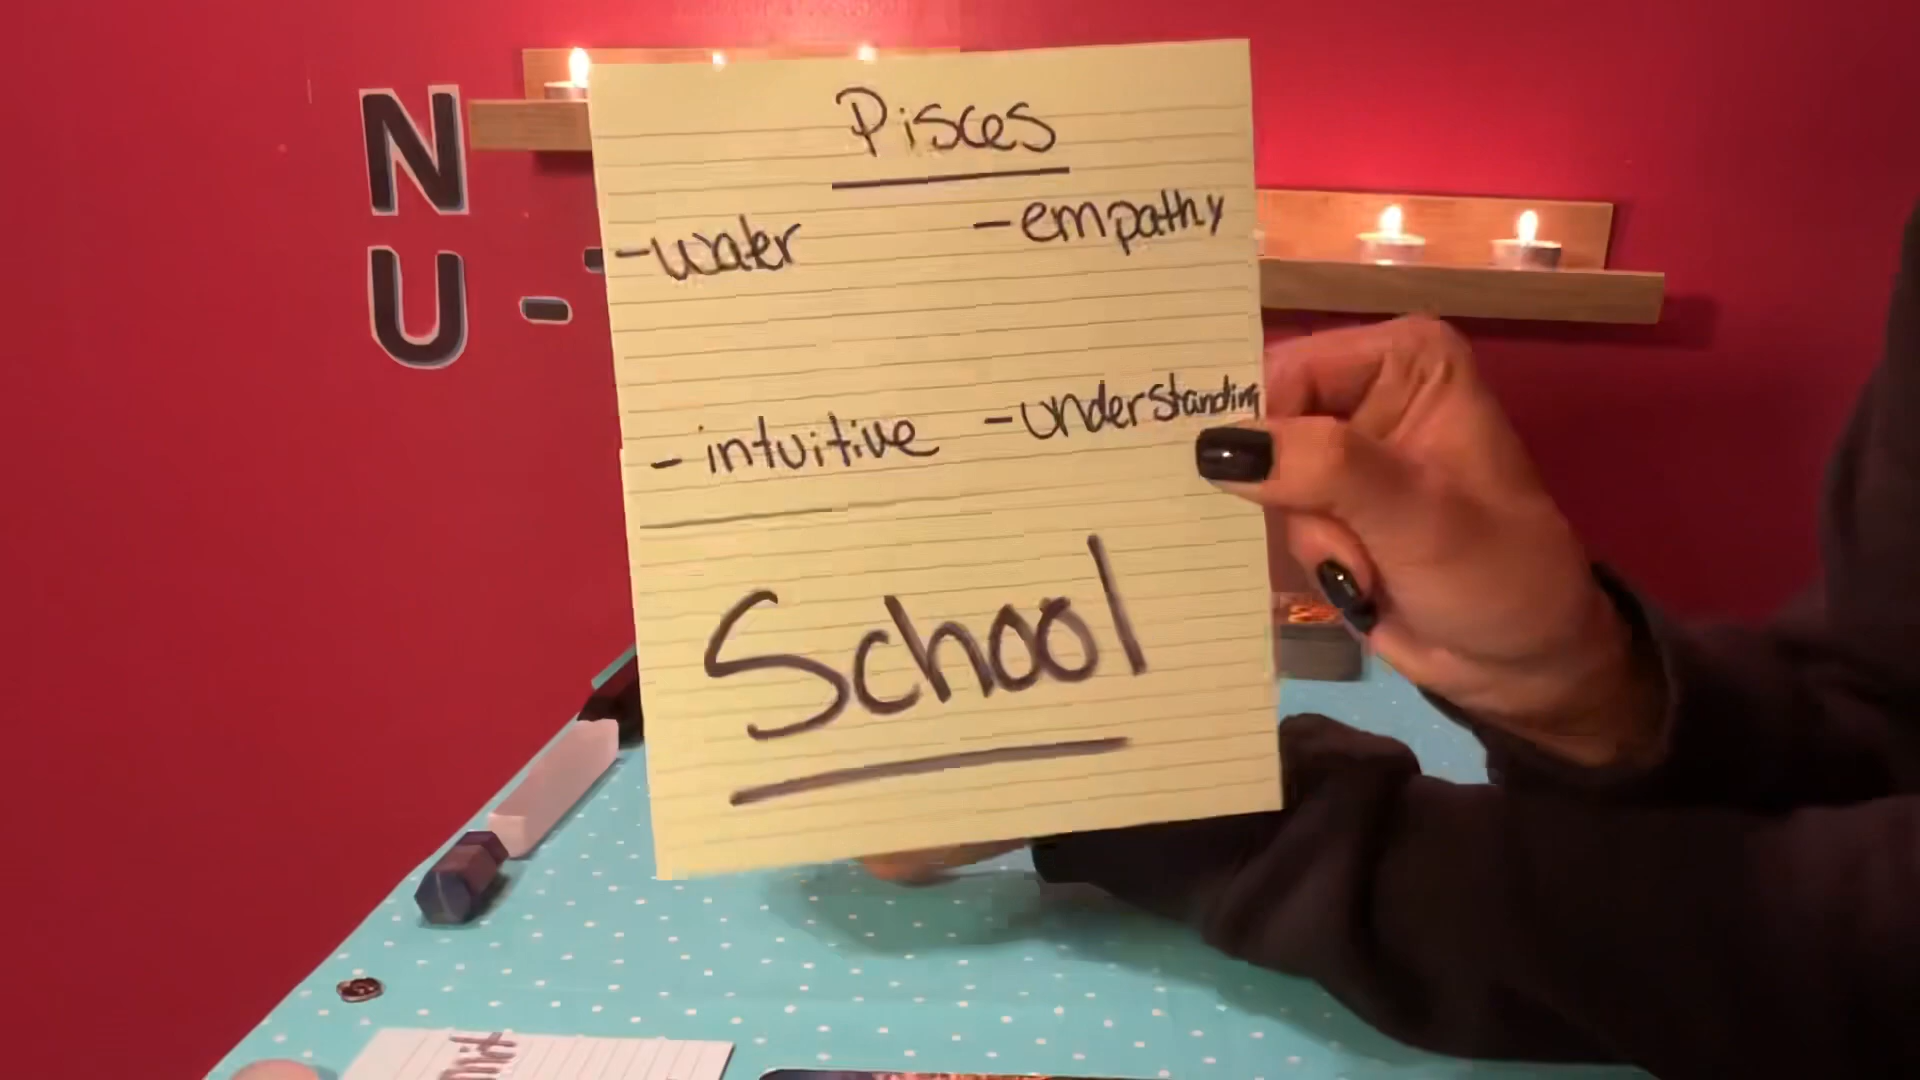 Pisces
-water -empathy
- intuitive -understanding
School
N
U -